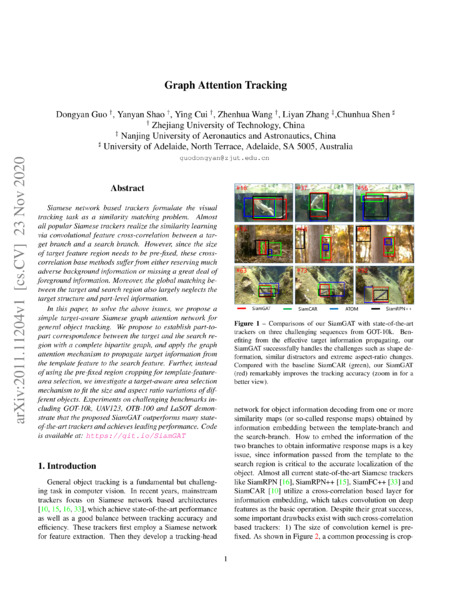 Graph Attention Tracking
Dongyan Guo †, Yanyan Shao †, Ying Cui †, Zhenhua Wang †, Liyan Zhang ‡,Chunhua Shen ‡
† Zhejiang University of Technology, China
‡ Nanjing University of Aeronautics and Astronautics, China
‡ University of Adelaide, North Terrace, Adelaide, SA 5005, Australia
guodongyan@zjut.edu.cn
arXiv:2011.11204v1 [cs.CV] 23 Nov 2020
Abstract
Siamese network based trackers formulate the visual
tracking task as a similarity matching problem. Almost
all popular Siamese trackers realize the similarity learning
via convolutional feature cross-correlation between a tar-
get branch and a search branch. However, since the size
of target feature region needs to be pre-fixed, these cross-
correlation base methods suffer from either reserving much
adverse background information or missing a great deal of
foreground information. Moreover, the global matching be-
tween the target and search region also largely neglects the
target structure and part-level information.
In this paper, to solve the above issues, we propose a
simple target-aware Siamese graph attention network for
general object tracking. We propose to establish part-to-
part correspondence between the target and the search re-
gion with a complete bipartite graph, and apply the graph
attention mechanism to propagate target information from
the template feature to the search feature. Further, instead
of using the pre-fixed region cropping for template-feature-
area selection, we investigate a target-aware area selection
mechanism to fit the size and aspect ratio variations of dif-
ferent objects. Experiments on challenging benchmarks in-
cluding GOT-10k, UAV123, OTB-100 and LaSOT demon-
strate that the proposed SiamGAT outperforms many state-
of-the-art trackers and achieves leading performance. Code
is available at: https://git.io/SiamGAT
1. Introduction
General object tracking is a fundamental but challeng-
ing task in computer vision. In recent years, mainstream
trackers focus on Siamese network based architectures
[10, 15, 16, 33], which achieve state-of-the-art performance
as well as a good balance between tracking accuracy and
efficiency. These trackers first employ a Siamese network
for feature extraction. Then they develop a tracking-head
SiamGAT SiamCAR ATOM SiamRPN++
Figure 1 – Comparisons of our SiamGAT with state-of-the-art
trackers on three challenging sequences from GOT-10k. Ben-
efiting from the effective target information propagating, our
SiamGAT successfully handles the challenges such as shape de-
formation, similar distractors and extreme aspect-ratio changes.
Compared with the baseline SiamCAR (green), our SiamGAT
(red) remarkably improves the tracking accuracy (zoom in for a
better view).
network for object information decoding from one or more
similarity maps (or so-called response maps) obtained by
information embedding between the template-branch and
the search-branch. How to embed the information of the
two branches to obtain informative response maps is a key
issue, since information passed from the template to the
search region is critical to the accurate localization of the
object. Almost all current state-of-the-art Siamese trackers
like SiamRPN [16], SiamRPN++ [15], SiamFC++ [33] and
SiamCAR [10] utilize a cross-correlation based layer for
information embedding, which takes convolution on deep
features as the basic operation. Despite their great success,
some important drawbacks exist with such cross-correlation
based trackers: 1) The size of convolution kernel is pre-
fixed. As shown in Figure 2, a common processing is crop-
1